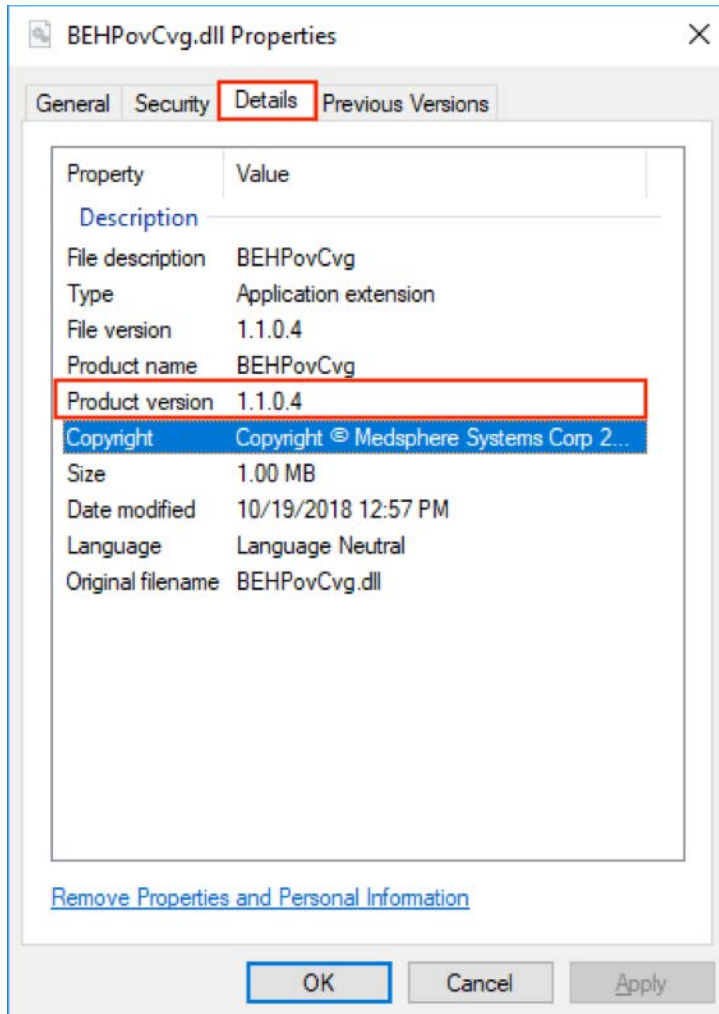 BEHPovCvg.dll Properties
General Security Details Previous Versions
Property Value
Description
File description BEHPovCvg
Type Application extension
File version 1.1.0.4
Product name BEHPovCvg
Product version 1.1.0.4
Copyright Copyright © Medsphere Systems Corp 2...
Size 1.00 MB
Date modified 10/19/2018 12:57 PM
Language Language Neutral
Original filename BEHPovCvg.dll
Remove Properties and Personal Information
OK Cancel Apply